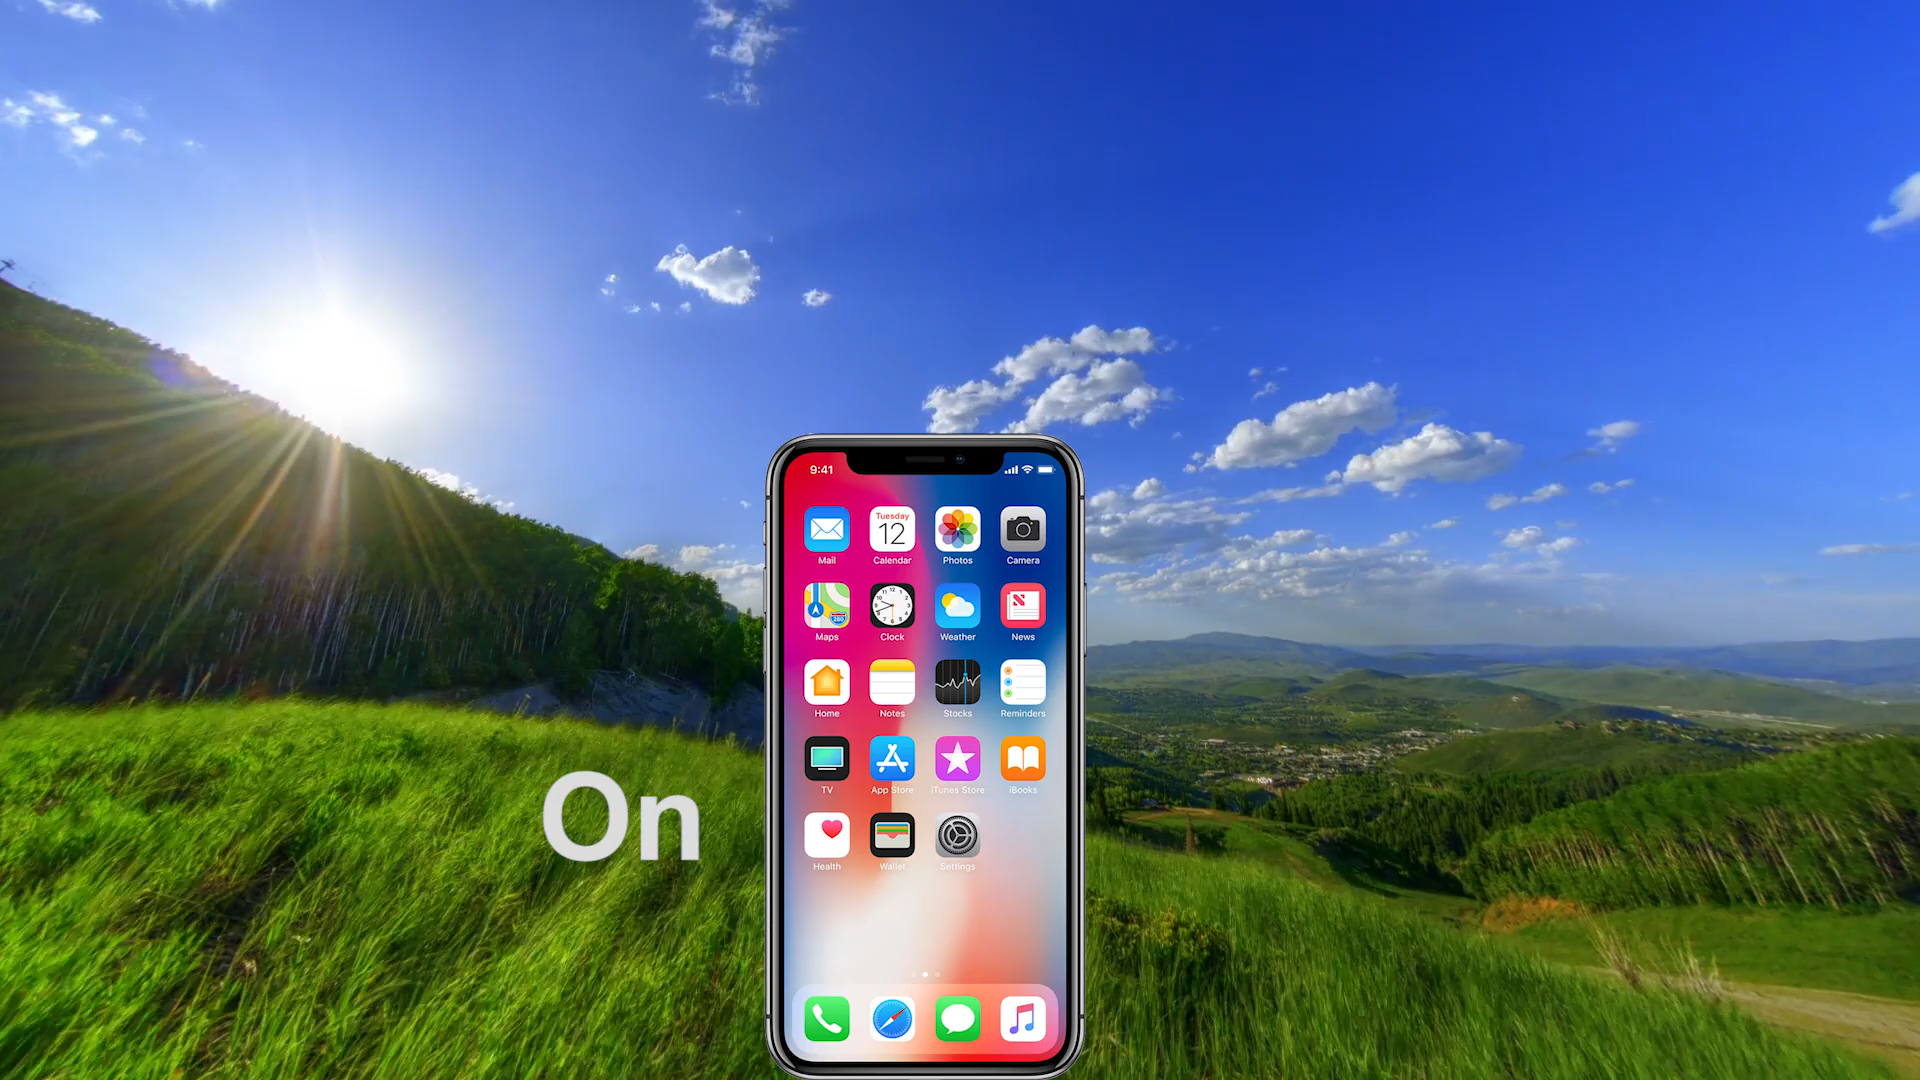 9:41
Tuesday
12
Mail
Calendar
Photos
Camera
280
Maps
Clock
Weather
News
Home
Notes
Stocks
Reminders
TV
App Store
iTunes Store
iBooks
On
Health
Wallet
Settings